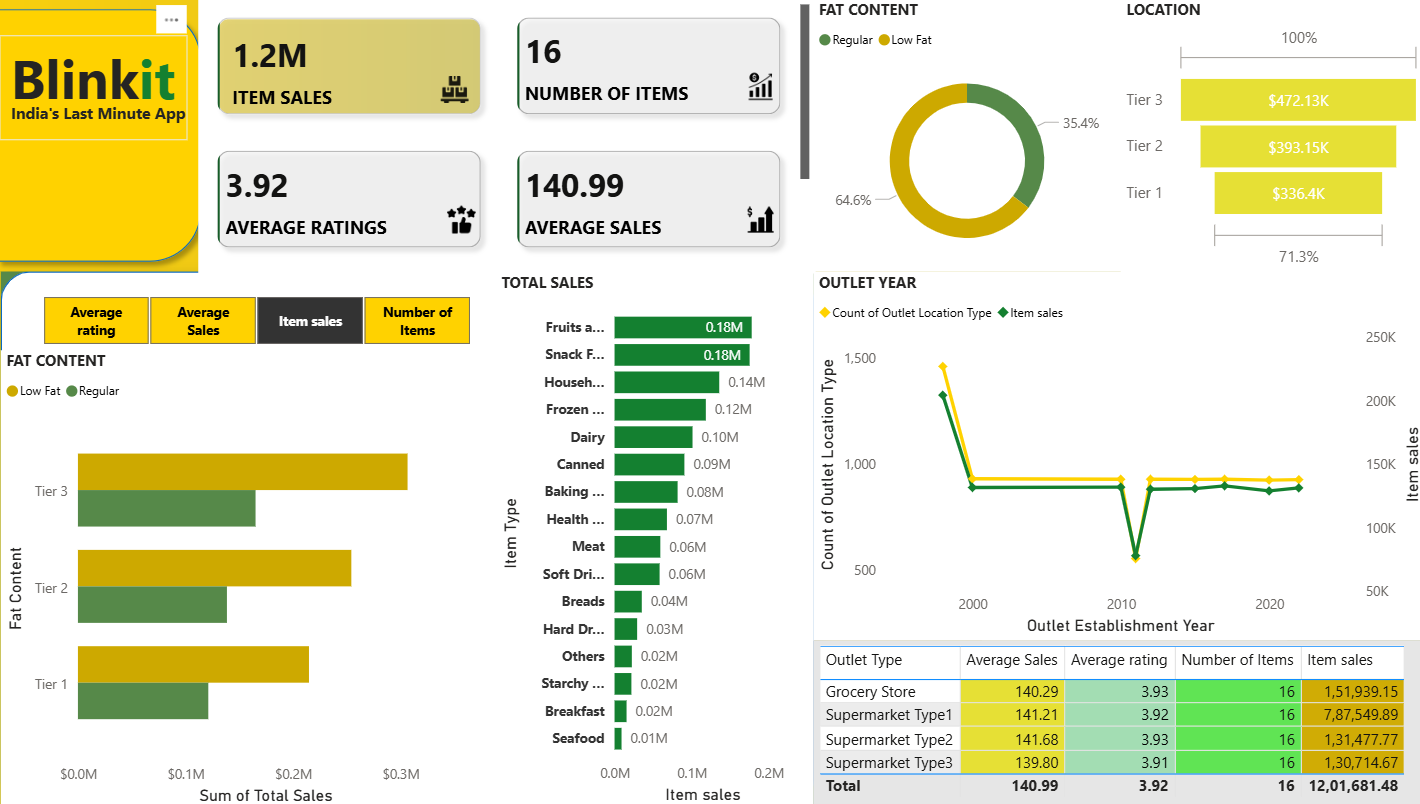 Blinkit
India's Last Minute App
1.2M
ITEM SALES
16
NUMBER OF ITEMS
3.92
AVERAGE RATINGS
140.99
AVERAGE SALES
FAT CONTENT
Regular Low Fat
35.4%
64.6%
LOCATION
100%
Tier 3 $472.13K
Tier 2 $393.15K
Tier 1 $336.4K
71.3%
Average rating
Average Sales
Item sales
Number of Items
FAT CONTENT
Low Fat Regular
Fat Content
Tier 3
Tier 2
Tier 1
$0.0M $0.1M $0.2M $0.3M
Sum of Total Sales
TOTAL SALES
Item Type
Fruits a... 0.18M
Snack F... 0.18M
Househ... 0.14M
Frozen ... 0.12M
Dairy 0.10M
Canned 0.09M
Baking ... 0.08M
Health ... 0.07M
Meat 0.06M
Soft Dri... 0.06M
Breads 0.04M
Hard Dr... 0.03M
Others 0.02M
Starchy ... 0.02M
Breakfast 0.02M
Seafood 0.01M
0.0M 0.1M 0.2M
Item sales
OUTLET YEAR
Count of Outlet Location Type Item sales
Count of Outlet Location Type
1,500
1,000
500
250K
200K
150K
100K
50K
Item sales
2000 2010 2020
Outlet Establishment Year
Outlet Type Average Sales Average rating Number of Items Item sales
Grocery Store 140.29 3.93 16 1,51,939.15
Supermarket Type1 141.21 3.92 16 7,87,549.89
Supermarket Type2 141.68 3.93 16 1,31,477.77
Supermarket Type3 139.80 3.91 16 1,30,714.67
Total 140.99 3.92 16 12,01,681.48